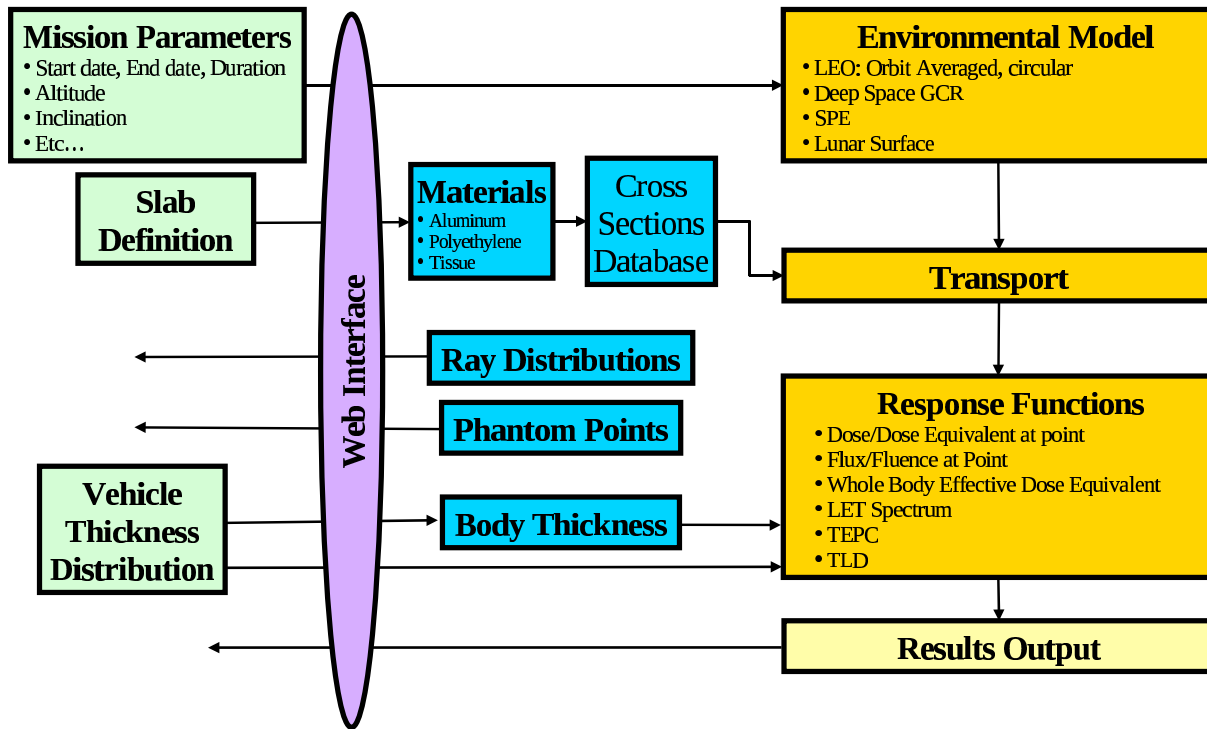 Mission Parameters
• Start date, End date, Duration
• Altitude
• Inclination
• Etc…
Environmental Model
• LEO: Orbit Averaged, circular
• Deep Space GCR
• SPE
• Lunar Surface
Slab
Definition
Materials
• Aluminum
• Polyethylene
• Tissue
Cross
Sections
Database
Transport
Web Interface
Ray Distributions
Phantom Points
Response Functions
• Dose/Dose Equivalent at point
• Flux/Fluence at Point
• Whole Body Effective Dose Equivalent
• LET Spectrum
• TEPC
• TLD
Vehicle
Thickness
Distribution
Body Thickness
Results Output